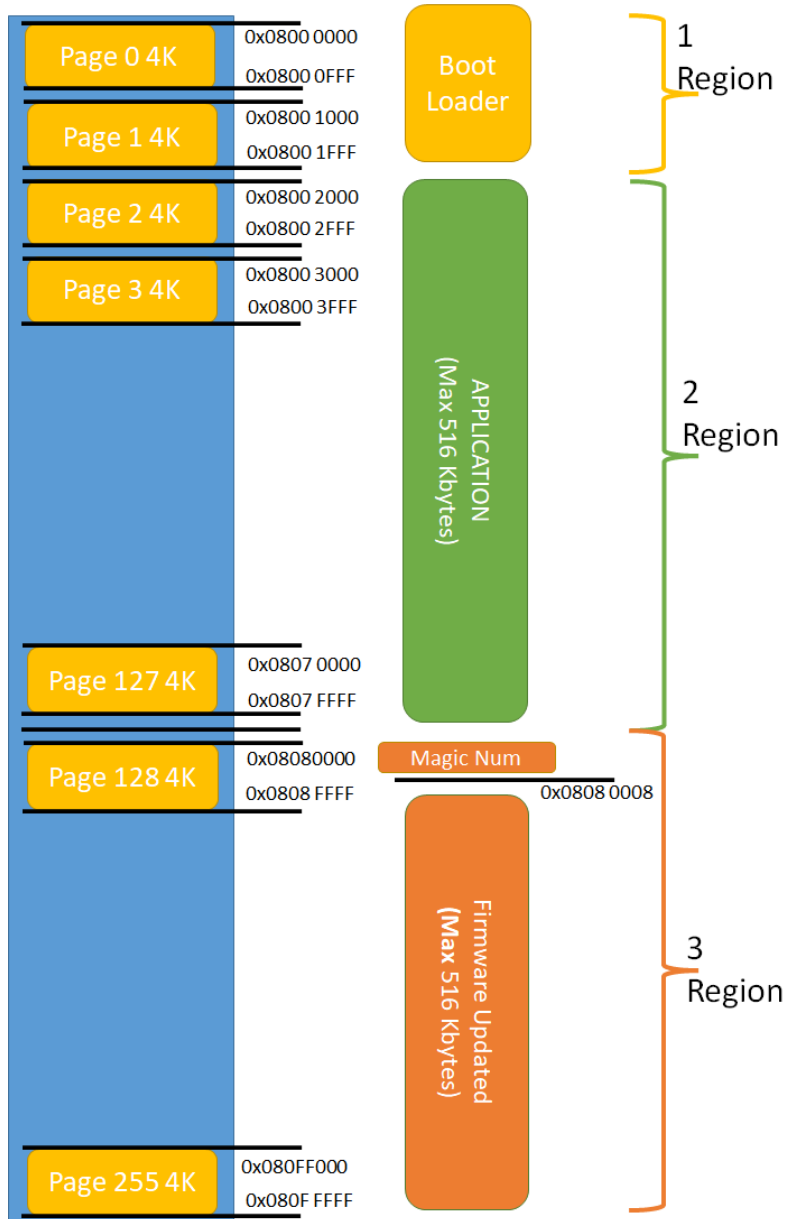 Page 0 4K
0x0800 0000
0x0800 0FFF
Boot
Loader
1
Region
Page 1 4K
0x0800 1000
0x0800 1FFF
Page 2 4K
0x0800 2000
0x0800 2FFF
Page 3 4K
0x0800 3000
0x0800 3FFF
APPLICATION
(Max 516 Kbytes)
2
Region
Page 127 4K
0x0807 0000
0x0807 FFFF
Page 128 4K
0x08080000
0x0808 FFFF
Magic Num
0x0808 0008
Firmware Updated
(Max 516 Kbytes)
3
Region
Page 255 4K
0x080FF000
0x080F FFFF